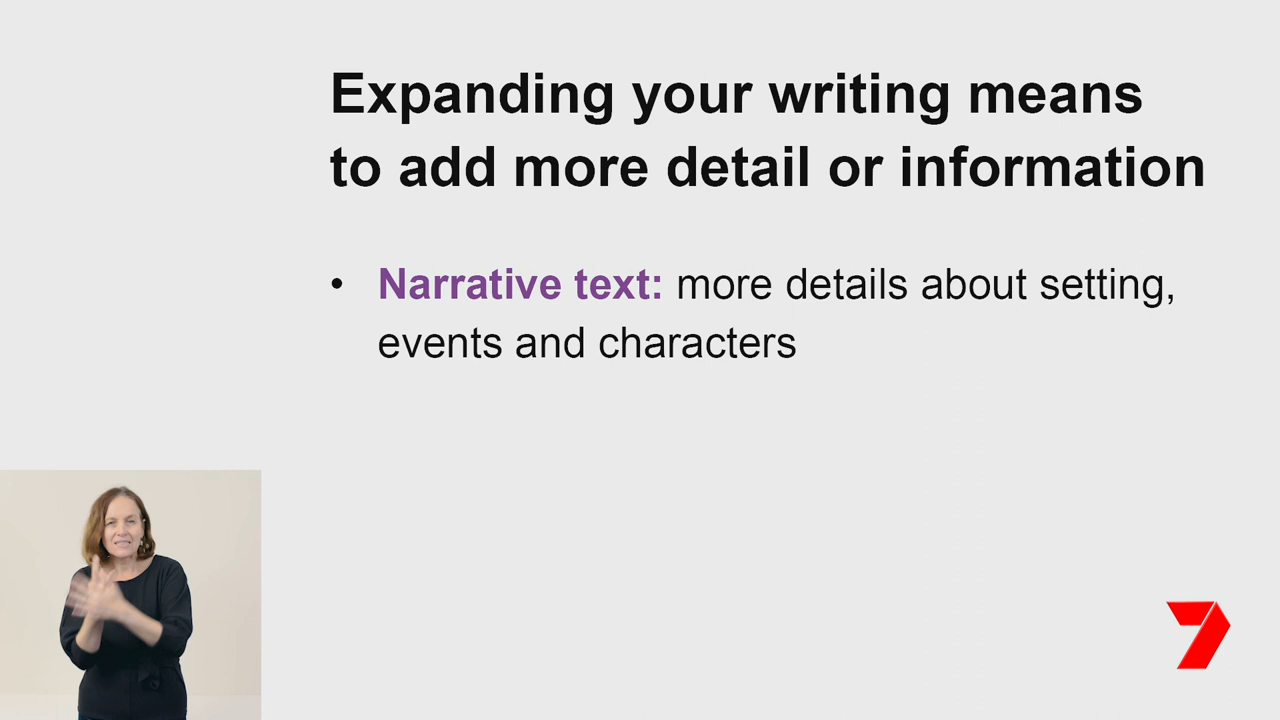 Expanding your writing means
to add more detail or information
• Narrative text: more details about setting,
events and characters
7